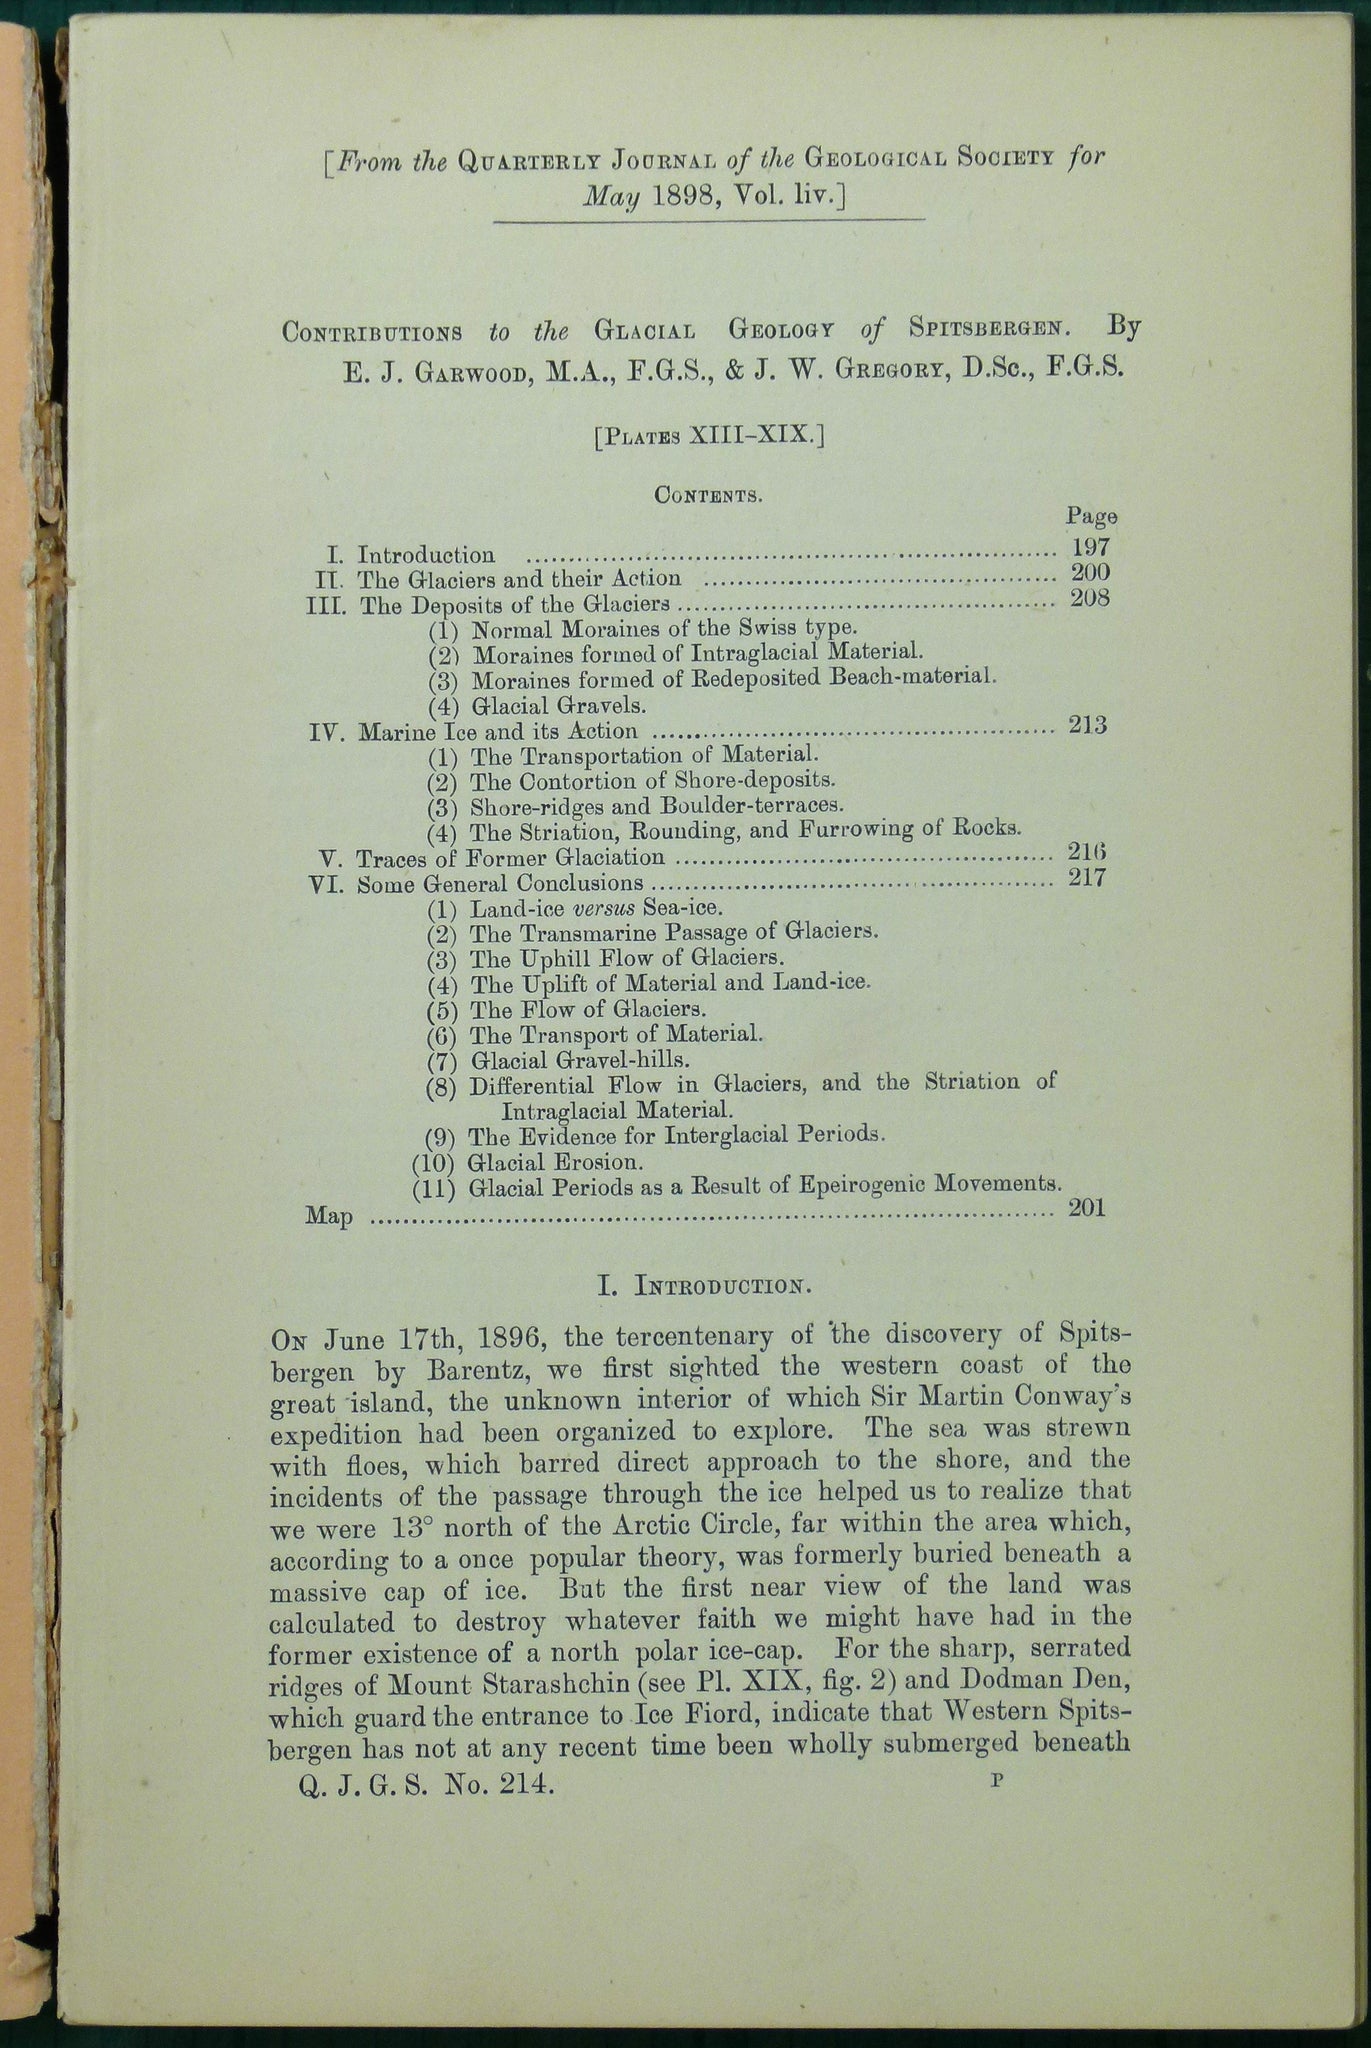 [From the QUARTERLY JOURNAL of the GEOLOGICAL SOCIETY for
May 1898, Vol. liv.]
CONTRIBUTIONS to the GLACIAL GEOLOGY of SPITSBERGEN. By
E. J. GARWOOD, M.A., F.G.S., & J. W. GREGORY, D.Sc., F.G.S.
[PLATES XIII–XIX.]
CONTENTS.
Page
I. Introduction ........................................................ 197
II. The Glaciers and their Action ........................................ 200
III. The Deposits of the Glaciers ........................................ 208
(1) Normal Moraines of the Swiss type.
(2) Moraines formed of Intraglacial Material.
(3) Moraines formed of Redeposited Beach-material.
(4) Glacial Gravels.
IV. Marine Ice and its Action ........................................ 213
(1) The Transportation of Material.
(2) The Contortion of Shore-deposits.
(3) Shore-ridges and Boulder-terraces.
(4) The Striation, Rounding, and Furrowing of Rocks.
V. Traces of Former Glaciation ........................................ 216
VI. Some General Conclusions ........................................ 217
(1) Land-ice versus Sea-ice.
(2) The Transmarine Passage of Glaciers.
(3) The Uphill Flow of Glaciers.
(4) The Uplift of Material and Land-ice.
(5) The Flow of Glaciers.
(6) The Transport of Material.
(7) Glacial Gravel-hills.
(8) Differential Flow in Glaciers, and the Striation of
Intraglacial Material.
(9) The Evidence for Interglacial Periods.
(10) Glacial Erosion.
(11) Glacial Periods as a Result of Epeirogenic Movements.
Map ........................................................................ 201
I. INTRODUCTION.
ON June 17th, 1896, the tercentenary of the discovery of Spits-
bergen by Barentz, we first sighted the western coast of the
great island, the unknown interior of which Sir Martin Conway's
expedition had been organized to explore. The sea was strewn
with floes, which barred direct approach to the shore, and the
incidents of the passage through the ice helped us to realize that
we were 13° north of the Arctic Circle, far within the area which,
according to a once popular theory, was formerly buried beneath a
massive cap of ice. But the first near view of the land was
calculated to destroy whatever faith we might have had in the
former existence of a north polar ice-cap. For the sharp, serrated
ridges of Mount Starashchin (see Pl. XIX, fig. 2) and Dodman Den,
which guard the entrance to Ice Fiord, indicate that Western Spits-
bergen has not at any recent time been wholly submerged beneath
Q. J. G. S. No. 214. P